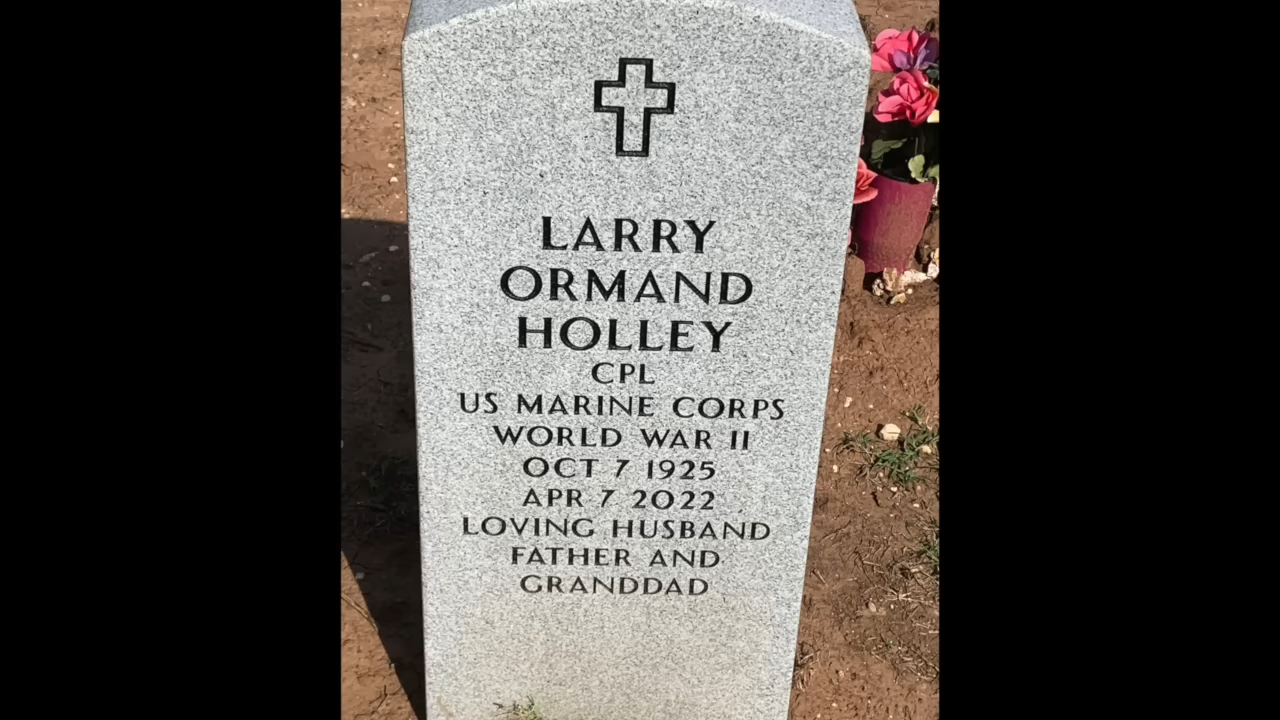 LARRY
ORMAND
HOLLEY
CPL
US MARINE CORPS
WORLD WAR II
OCT 7 1925
APR 7 2022
LOVING HUSBAND
FATHER AND
GRANDDAD